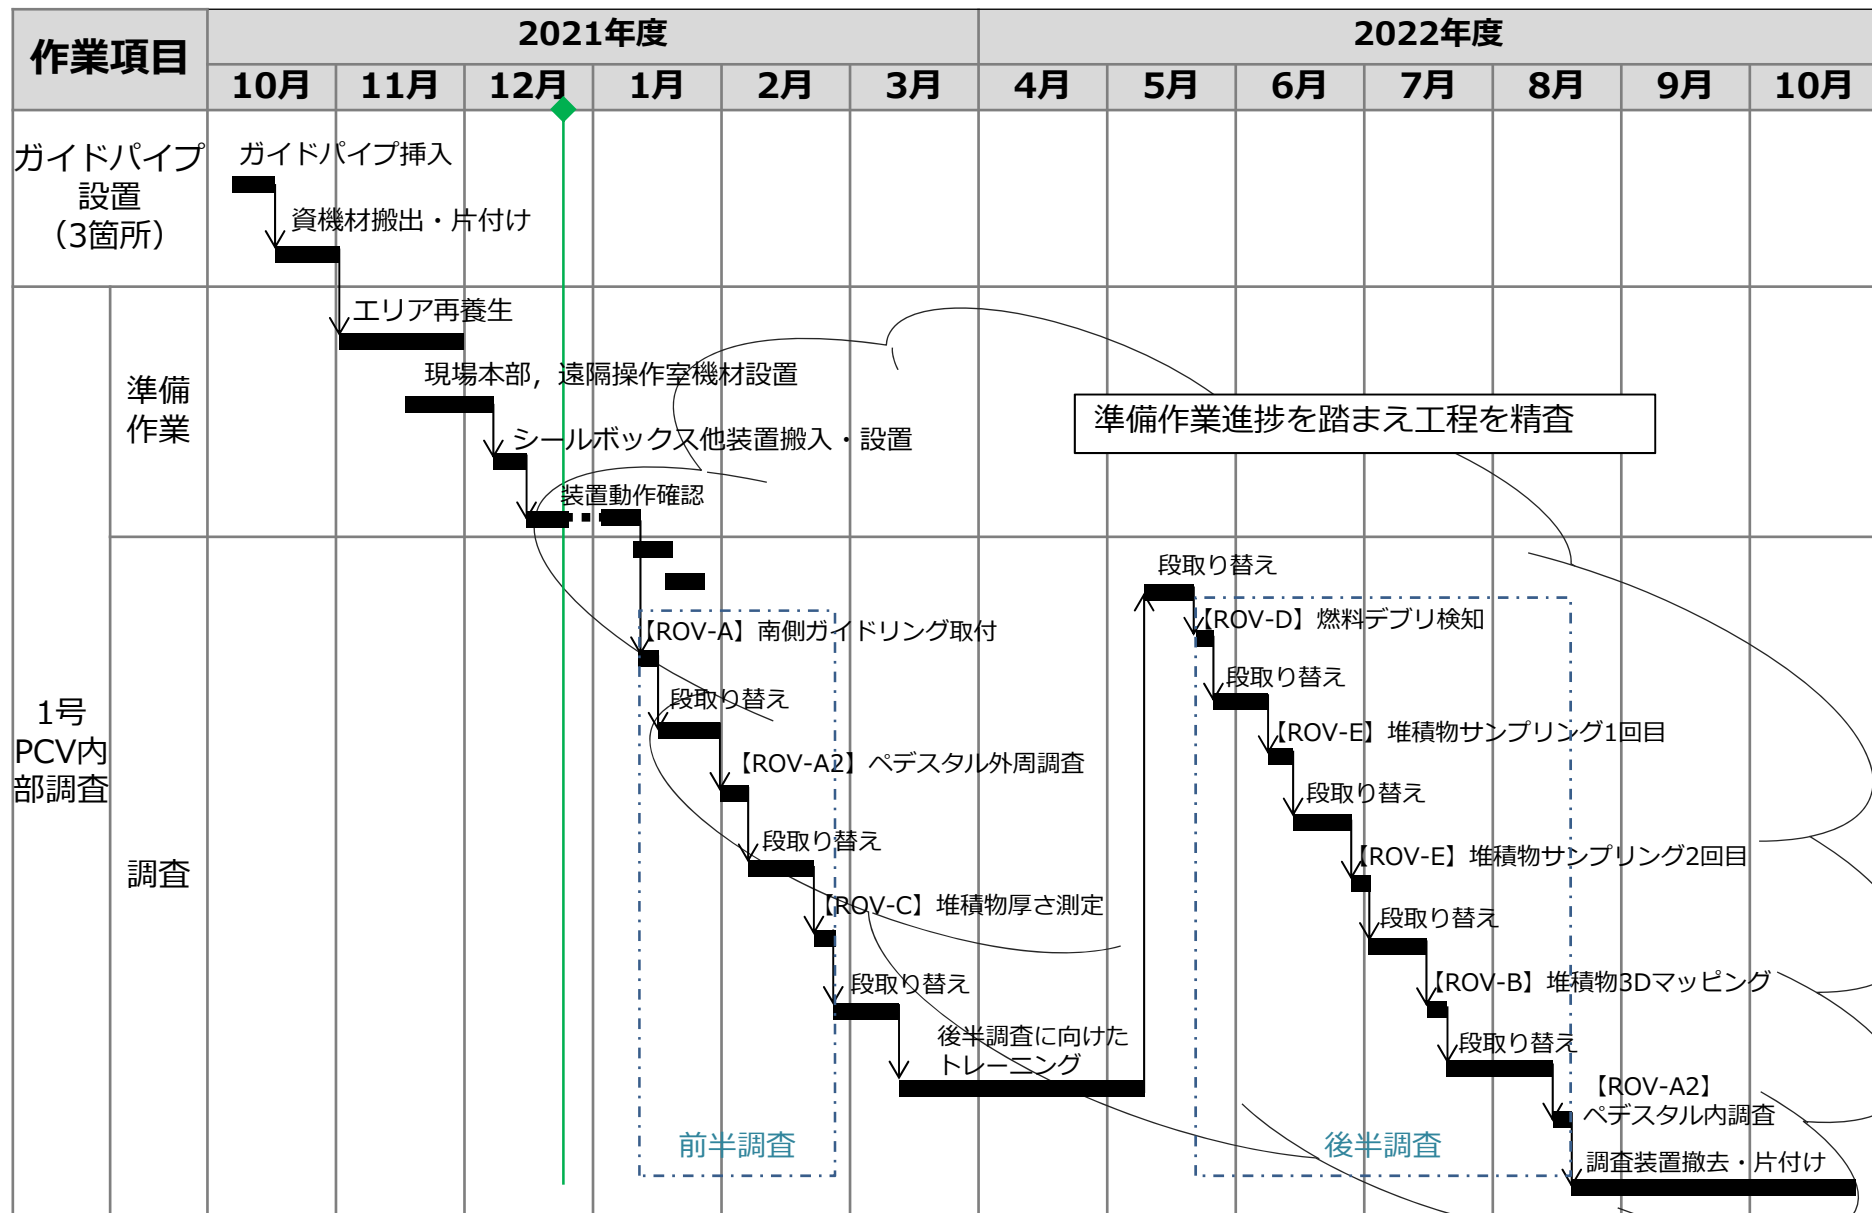 作業項目
2021年度
2022年度
10月
11月
12月
1月
2月
3月
4月
5月
6月
7月
8月
9月
10月
ガイドパイプ
設置
（3箇所）
ガイドパイプ挿入
資機材搬出・片付け
1号
PCV内
部調査
準備
作業
エリア再養生
現場本部，遠隔操作室機材設置
シールボックス他装置搬入・設置
装置動作確認
準備作業進捗を踏まえ工程を精査
調査
【ROV-A】南側ガイドリング取付
段取り替え
【ROV-A2】ペデスタル外周調査
段取り替え
【ROV-C】堆積物厚さ測定
段取り替え
後半調査に向けた
トレーニング
前半調査
段取り替え
【ROV-D】燃料デブリ検知
段取り替え
【ROV-E】堆積物サンプリング1回目
段取り替え
【ROV-E】堆積物サンプリング2回目
段取り替え
【ROV-B】堆積物3Dマッピング
段取り替え
【ROV-A2】
ペデスタル内調査
後半調査
調査装置撤去・片付け